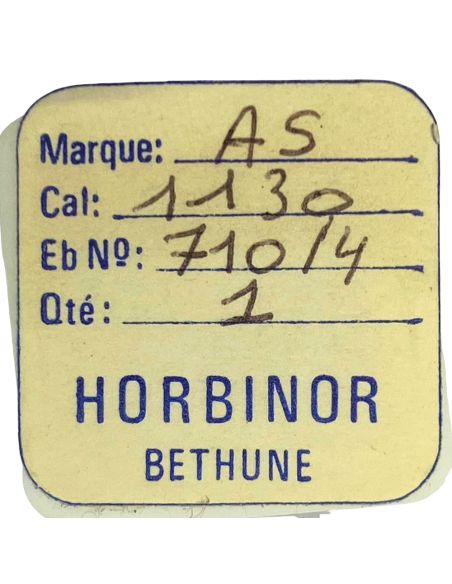 Marque: AS
Cal: 1130
Eb Nº: 710/4
Qté: 1
HORBINOR
BETHUNE